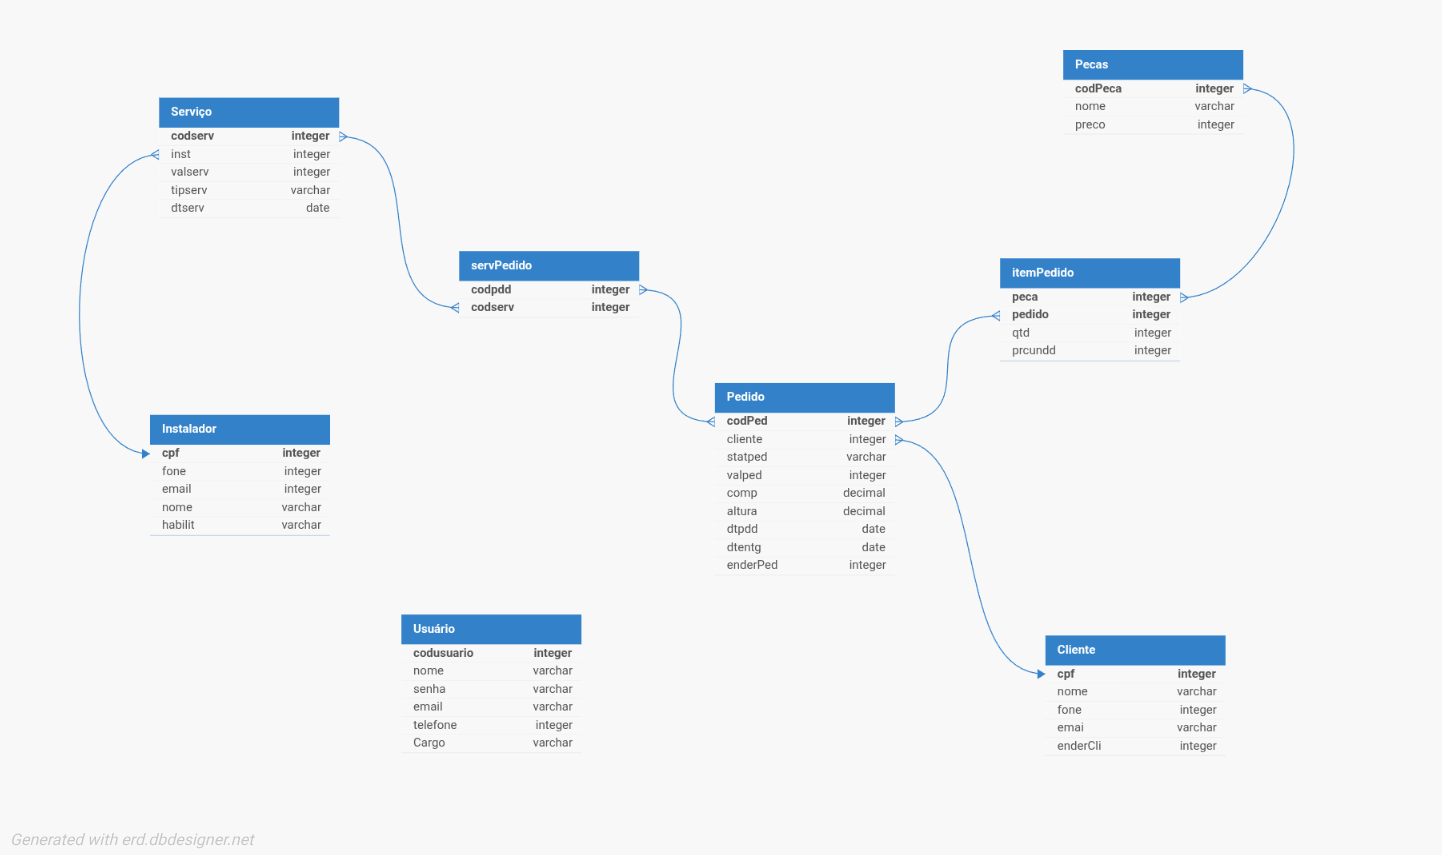 Pecas
codPeca integer
nome varchar
preco integer
Serviço
codserv integer
inst integer
valserv integer
tipserv varchar
dtserv date
servPedido
codpdd integer
codserv integer
itemPedido
peca integer
pedido integer
qtd integer
prcundd integer
Pedido
codPed integer
cliente integer
statped varchar
valped integer
comp decimal
altura decimal
dtpdd date
dtentg date
enderPed integer
Instalador
cpf integer
fone integer
email integer
nome varchar
habilit varchar
Usuário
codusuario integer
nome varchar
senha varchar
email varchar
telefone integer
Cargo varchar
Cliente
cpf integer
nome varchar
fone integer
emai varchar
enderCli integer
Generated with erd.dbdesigner.net